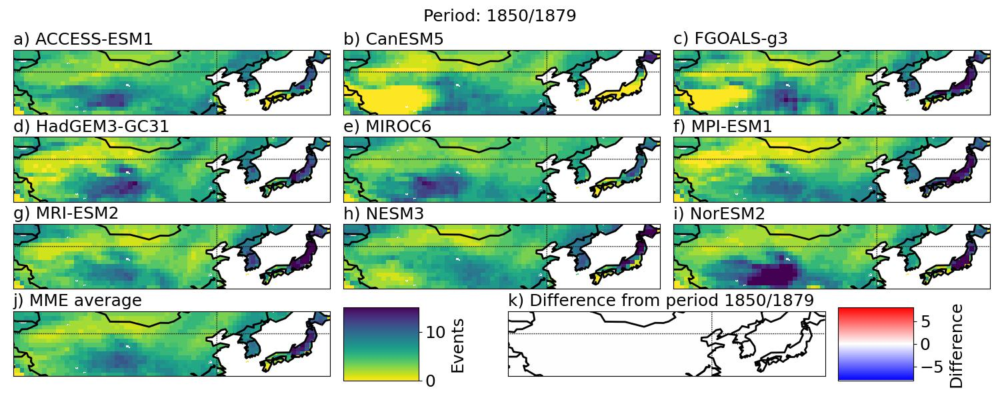 Period: 1850/1879
a) ACCESS-ESM1
b) CanESM5
c) FGOALS-g3
d) HadGEM3-GC31
e) MIROC6
f) MPI-ESM1
g) MRI-ESM2
h) NESM3
i) NorESM2
j) MME average
10
0
Events
k) Difference from period 1850/1879
5
0
−5
Difference